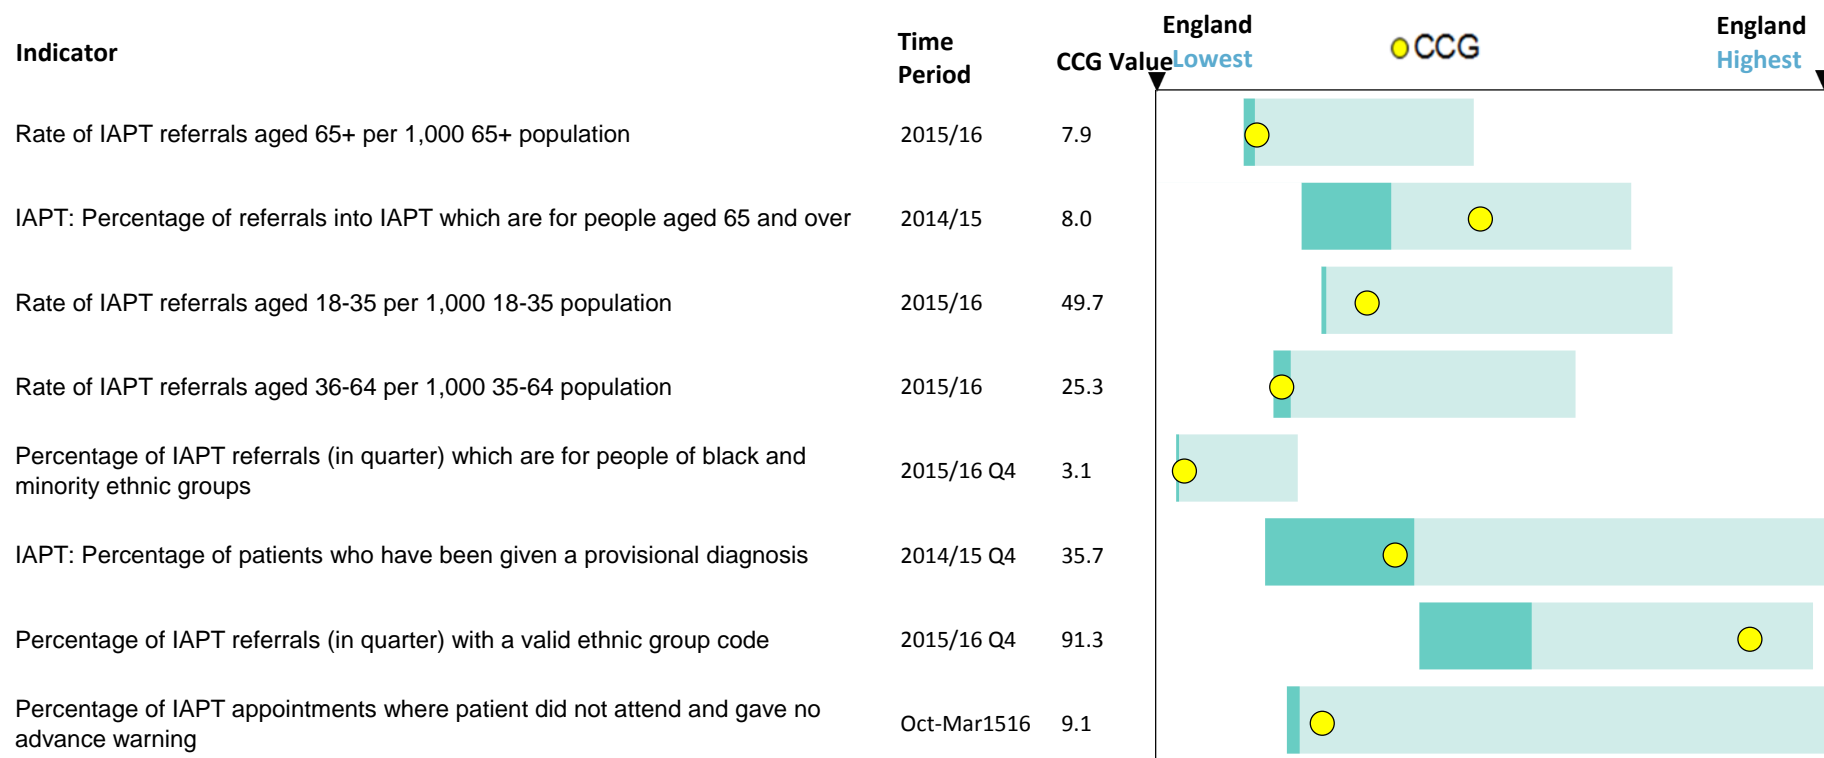 Indicator
Time Period
CCG Value
England Lowest
CCG
England Highest
Rate of IAPT referrals aged 65+ per 1,000 65+ population 2015/16 7.9
IAPT: Percentage of referrals into IAPT which are for people aged 65 and over 2014/15 8.0
Rate of IAPT referrals aged 18-35 per 1,000 18-35 population 2015/16 49.7
Rate of IAPT referrals aged 36-64 per 1,000 35-64 population 2015/16 25.3
Percentage of IAPT referrals (in quarter) which are for people of black and
minority ethnic groups 2015/16 Q4 3.1
IAPT: Percentage of patients who have been given a provisional diagnosis 2014/15 Q4 35.7
Percentage of IAPT referrals (in quarter) with a valid ethnic group code 2015/16 Q4 91.3
Percentage of IAPT appointments where patient did not attend and gave no
advance warning Oct-Mar1516 9.1